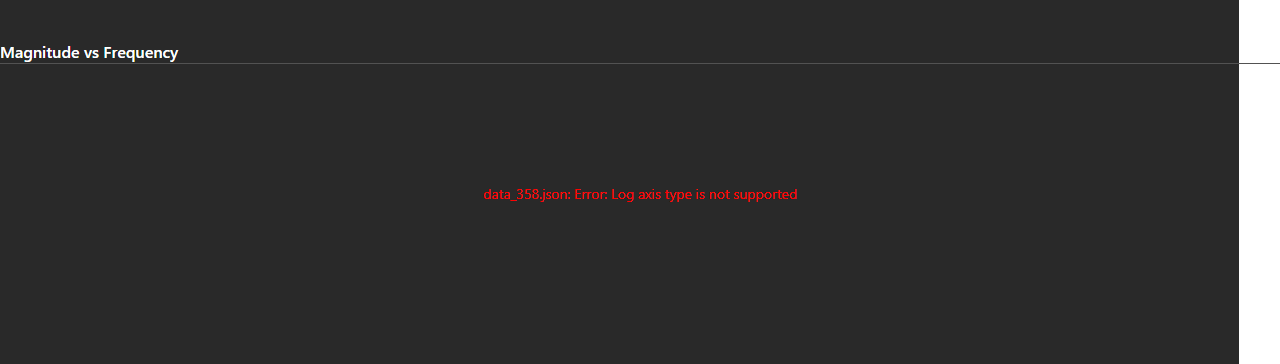 Magnitude vs Frequency
data_358.json: Error: Log axis type is not supported